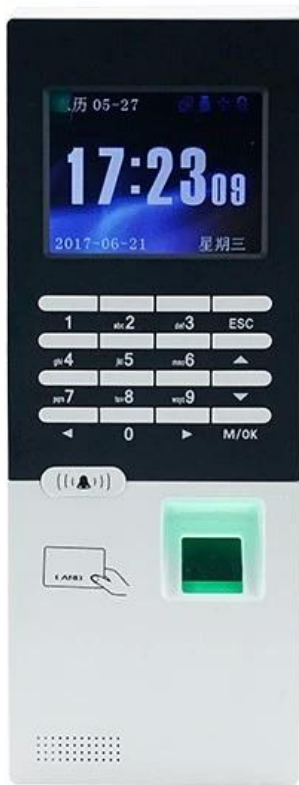 历 05-27
17:23 09
2017-06-21 星期三
1 abc 2 def 3 ESC
ghi 4 jkl 5 mno 6 ▲
pqrs 7 tuv 8 wxyz 9 ▼
◄ 0 ► M/OK